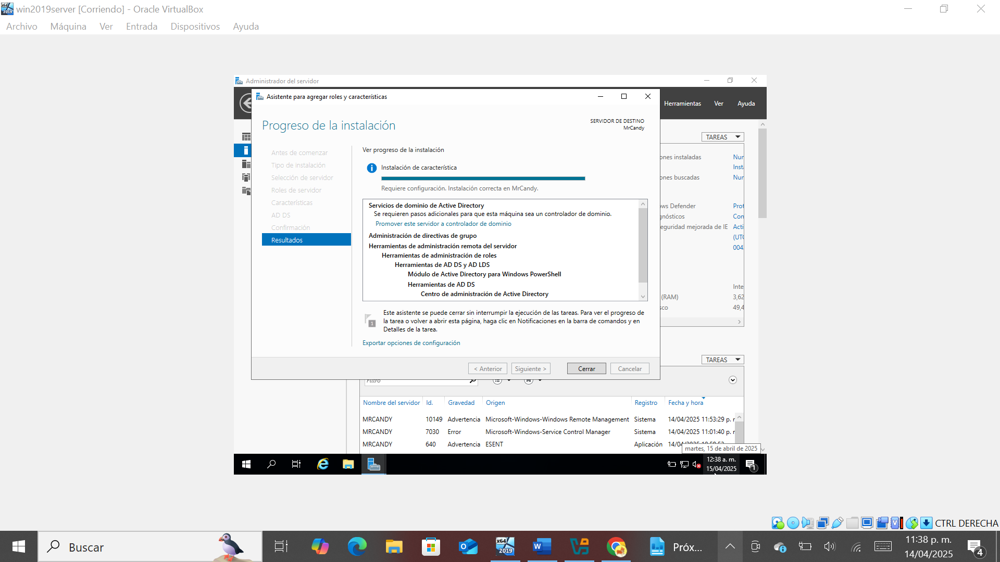 win2019server [Corriendo] - Oracle VirtualBox
Archivo Máquina Ver Entrada Dispositivos Ayuda
Administrador del servidor
Asistente para agregar roles y características
Herramientas Ver Ayuda
Progreso de la instalación
SERVIDOR DE DESTINO
MrCandy
Antes de comenzar
Tipo de instalación
Selección de servidor
Roles de servidor
Características
AD DS
Confirmación
Resultados
Ver progreso de la instalación
Instalación de característica
Requiere configuración. Instalación correcta en MrCandy.
Servicios de dominio de Active Directory
Se requieren pasos adicionales para que esta máquina sea un controlador de dominio.
Promover este servidor a controlador de dominio
Administración de directivas de grupo
Herramientas de administración remota del servidor
Herramientas de administración de roles
Herramientas de AD DS y AD LDS
Módulo de Active Directory para Windows PowerShell
Herramientas de AD DS
Centro de administración de Active Directory
1
Este asistente se puede cerrar sin interrumpir la ejecución de las tareas. Para ver el progreso de
la tarea o volver a abrir esta página, haga clic en Notificaciones en la barra de comandos y en
Detalles de la tarea.
Exportar opciones de configuración
< Anterior Siguiente > Cerrar Cancelar
TAREAS
ones instaladas Nun
Inst
ones buscadas Nun
ws Defender Prot
gnósticos Con
eguridad mejorada de IE Acti
(UTC
004
Inte
(RAM) 3,62
sco 49,4
TAREAS
Filtro
Nombre del servidor Id. Gravedad Origen Registro Fecha y hora
MRCANDY 10149 Advertencia Microsoft-Windows-Windows Remote Management Sistema 14/04/2025 11:53:29 p. r
MRCANDY 7030 Error Microsoft-Windows-Service Control Manager Sistema 14/04/2025 11:01:40 p. r
MRCANDY 640 Advertencia ESENT Aplicación 14/04/2025
martes, 15 de abril de 2025
12:38 a. m.
15/04/2025
1
CTRL DERECHA
Buscar
x64
2019
Próx...
11:38 p. m.
14/04/2025
4